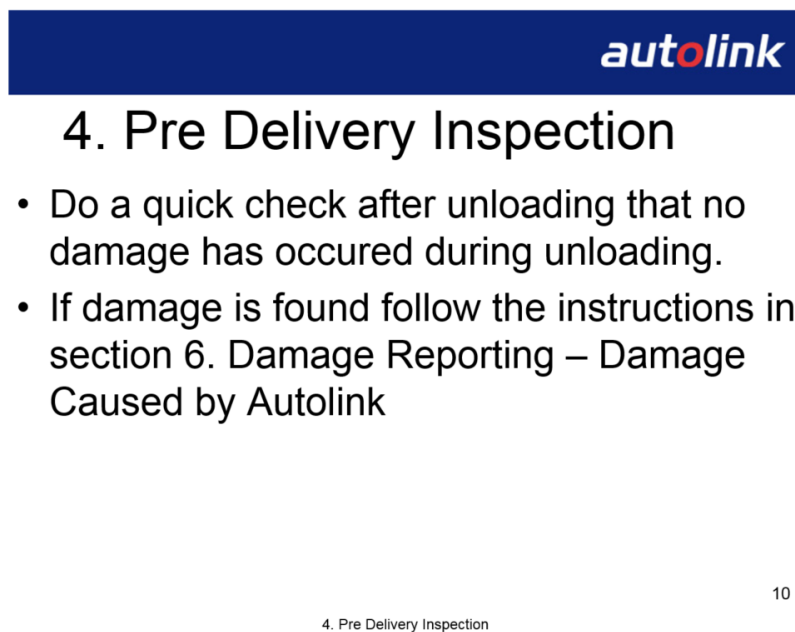 autolink
4. Pre Delivery Inspection
• Do a quick check after unloading that no
damage has occured during unloading.
• If damage is found follow the instructions in
section 6. Damage Reporting – Damage
Caused by Autolink
10
4. Pre Delivery Inspection